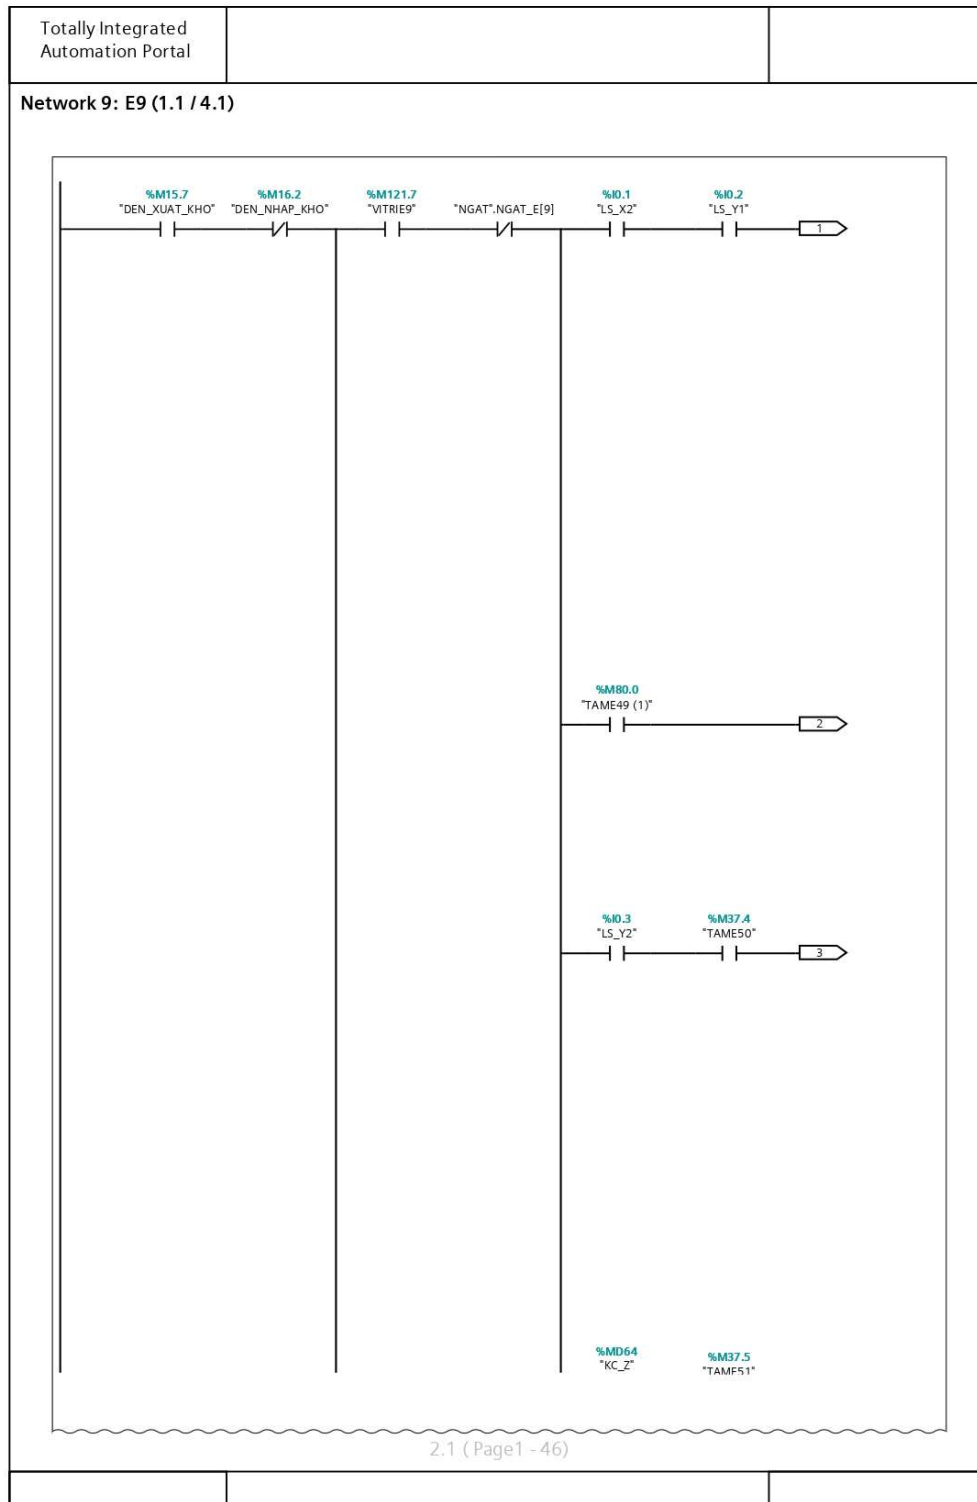 Totally Integrated
Automation Portal
Network 9: E9 (1.1 / 4.1)
%M15.7
"DEN_XUAT_KHO"
%M16.2
"DEN_NHAP_KHO"
%M121.7
"VITRIE9"
"NGAT".NGAT_E[9]
%I0.1
"LS_X2"
%I0.2
"LS_Y1"
1
%M80.0
"TAME49 (1)"
2
%I0.3
"LS_Y2"
%M37.4
"TAME50"
3
%MD64
"KC_Z"
%M37.5
"TAME51"
2.1 ( Page1 - 46)